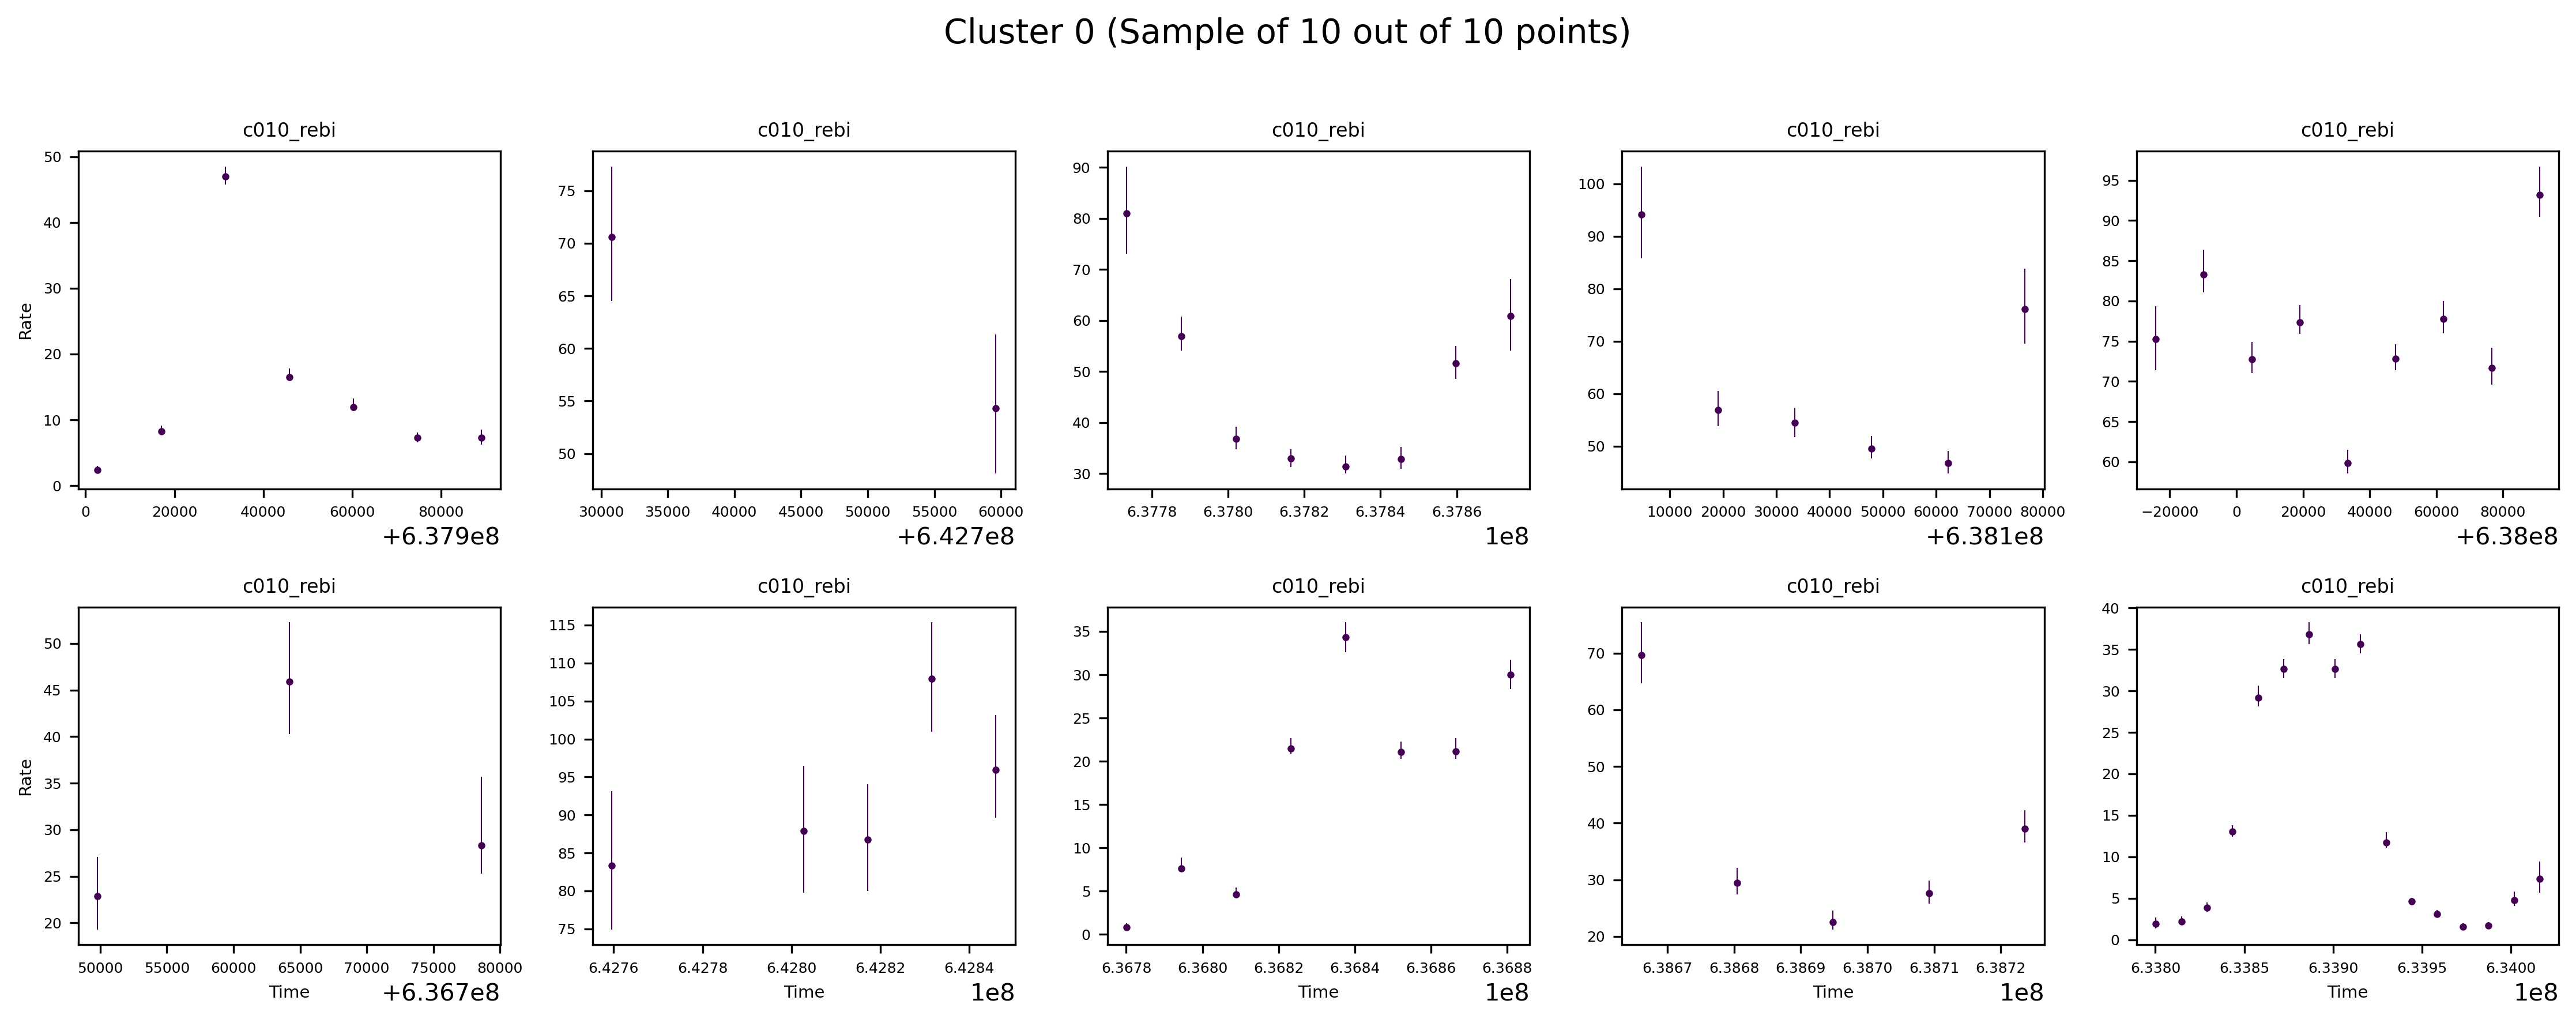 Cluster 0 (Sample of 10 out of 10 points)
c010_rebi c010_rebi c010_rebi c010_rebi c010_rebi
Rate
50
40
30
20
10
0
0 20000 40000 60000 80000
+6.379e8
75
70
65
60
55
50
30000 35000 40000 45000 50000 55000 60000
+6.427e8
90
80
70
60
50
40
30
6.3778 6.3780 6.3782 6.3784 6.3786
1e8
100
90
80
70
60
50
10000 20000 30000 40000 50000 60000 70000 80000
+6.381e8
95
90
85
80
75
70
65
60
−20000 0 20000 40000 60000 80000
+6.38e8
c010_rebi c010_rebi c010_rebi c010_rebi c010_rebi
Rate
50
45
40
35
30
25
20
50000 55000 60000 65000 70000 75000 80000
Time +6.367e8
115
110
105
100
95
90
85
80
75
6.4276 6.4278 6.4280 6.4282 6.4284
Time 1e8
35
30
25
20
15
10
5
0
6.3678 6.3680 6.3682 6.3684 6.3686 6.3688
Time 1e8
70
60
50
40
30
20
6.3867 6.3868 6.3869 6.3870 6.3871 6.3872
Time 1e8
40
35
30
25
20
15
10
5
0
6.3380 6.3385 6.3390 6.3395 6.3400
Time 1e8